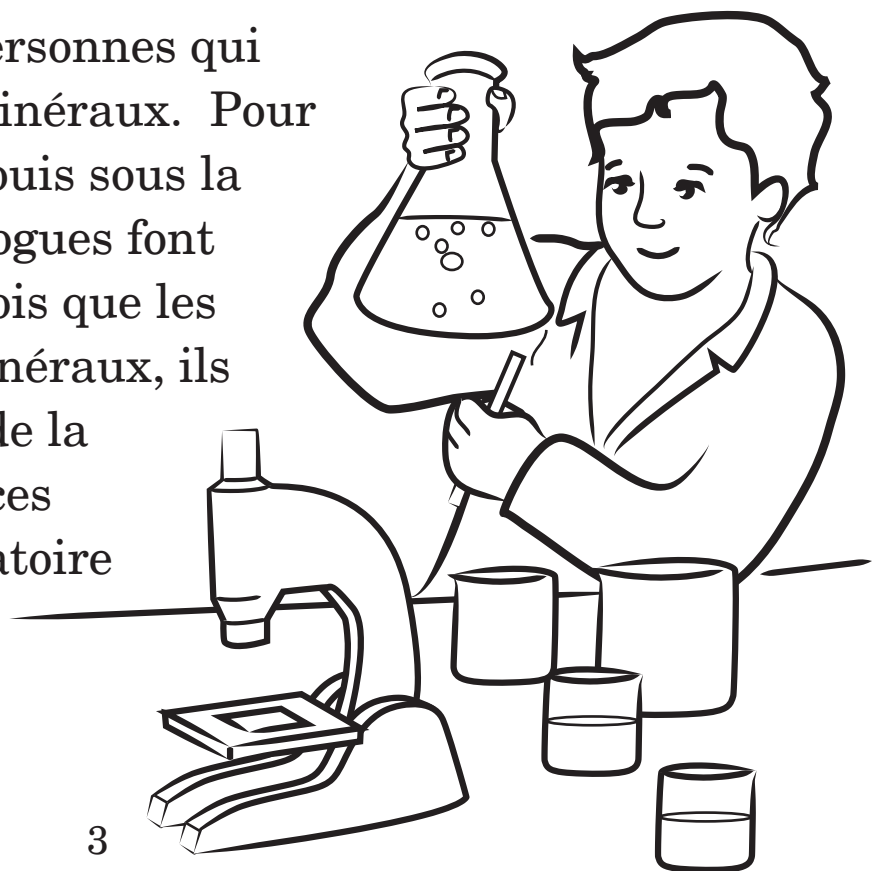 ersonnes qui
inéraux. Pour
puis sous la
ogues font
ois que les
néraux, ils
de la
ces
atoire
3